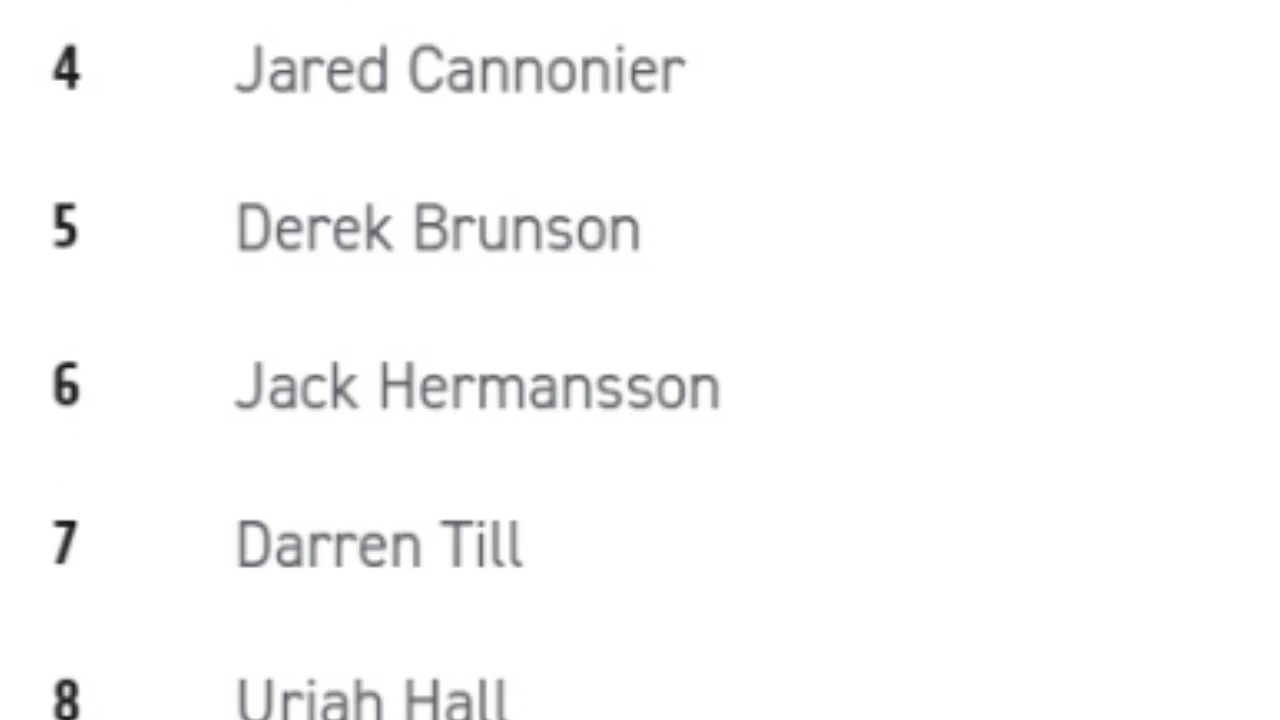 4 Jared Cannonier
5 Derek Brunson
6 Jack Hermansson
7 Darren Till
8 Uriah Hall